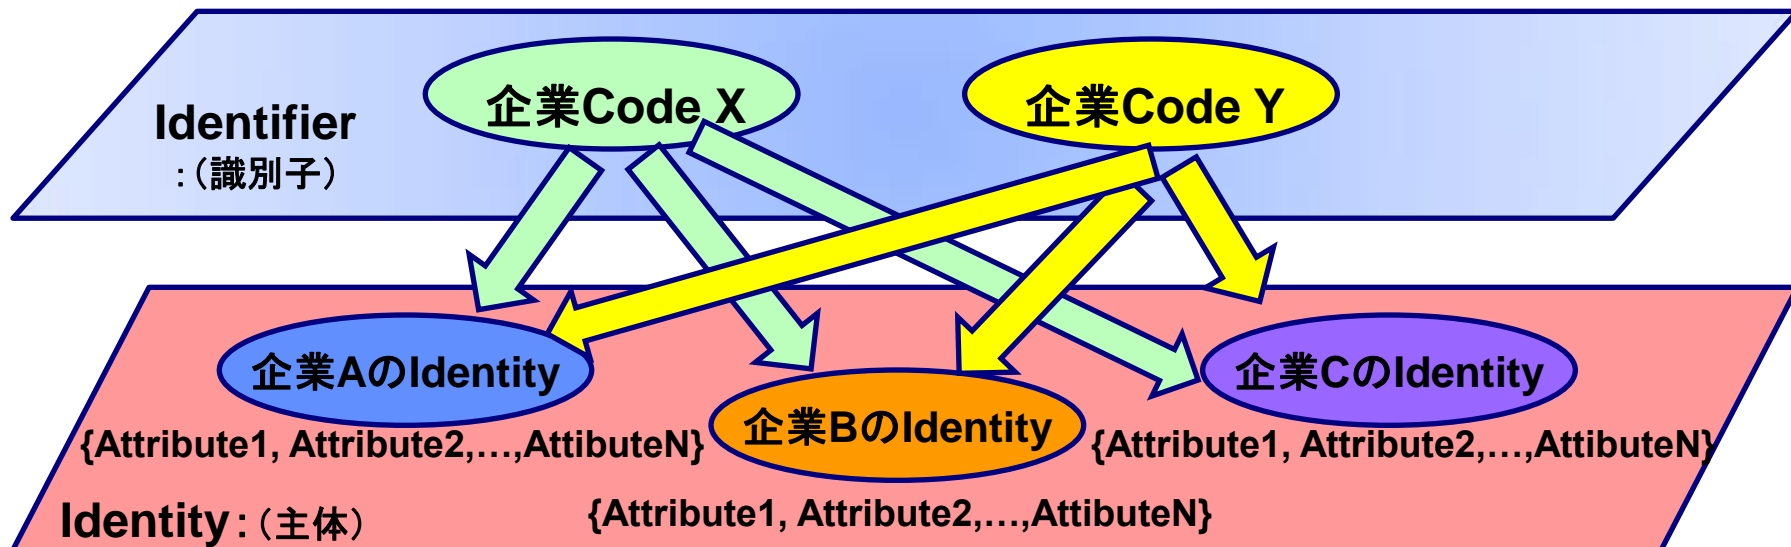 企業Code X
企業Code Y
Identifier
:(識別子)
企業AのIdentity
企業BのIdentity
企業CのIdentity
{Attribute1, Attribute2,…,AttibuteN}
{Attribute1, Attribute2,…,AttibuteN}
{Attribute1, Attribute2,…,AttibuteN}
Identity:(主体)